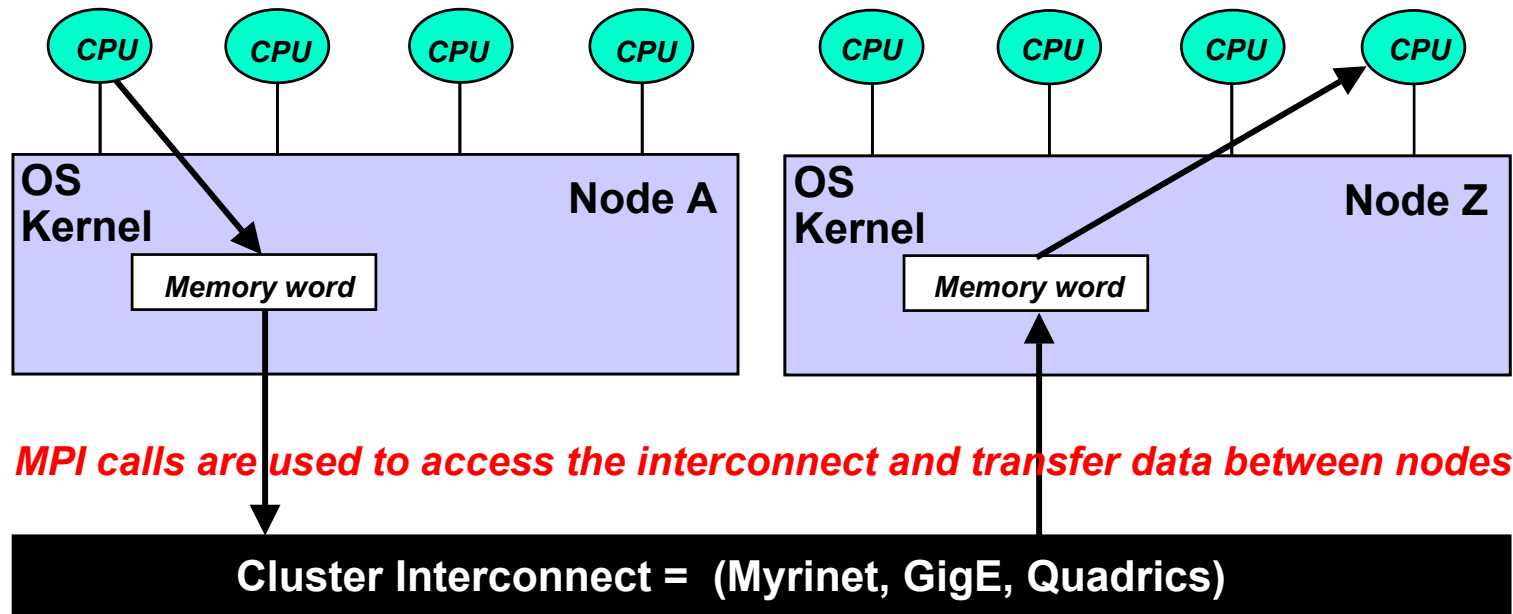 CPU CPU CPU CPU CPU CPU CPU CPU
OS
Kernel
Node A
Memory word
OS
Kernel
Node Z
Memory word
MPI calls are used to access the interconnect and transfer data between nodes
Cluster Interconnect = (Myrinet, GigE, Quadrics)